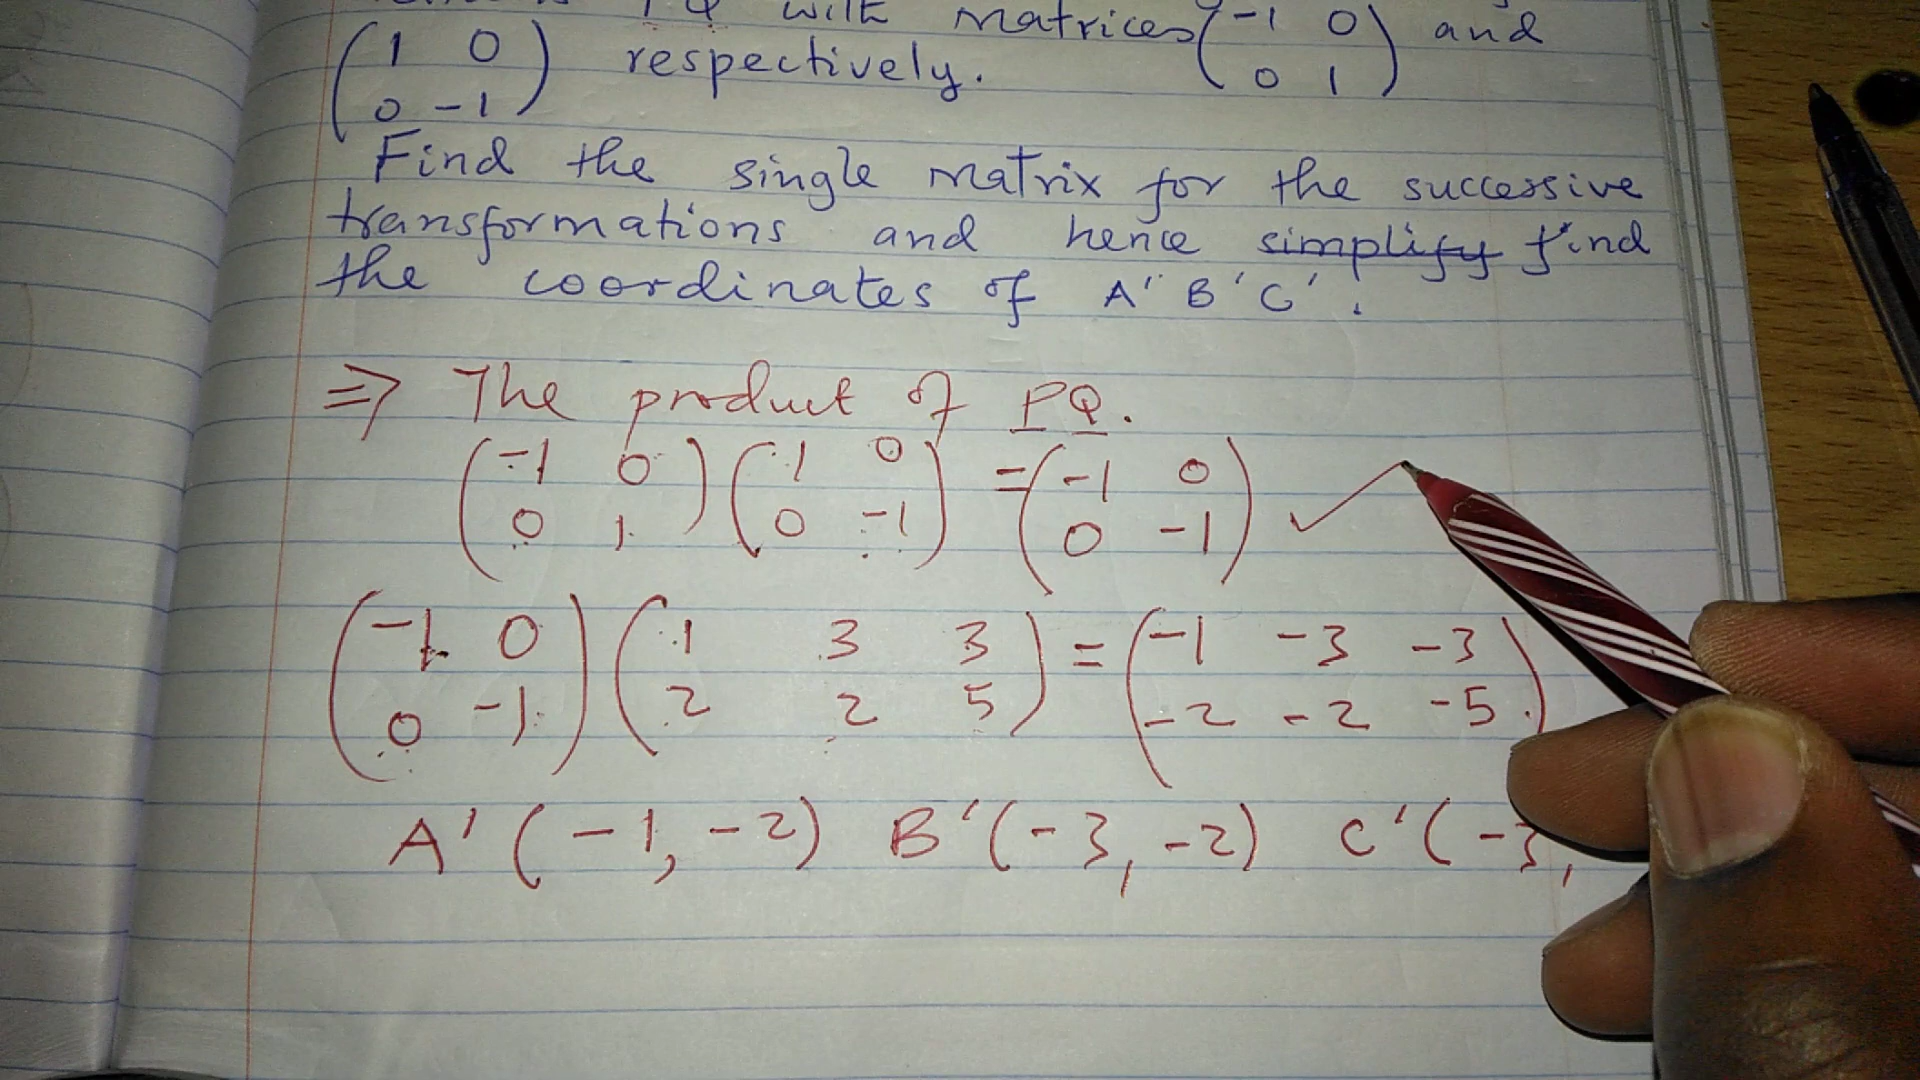 PQ with matrices (-1 0
0 1) and
(1 0
0 -1) respectively.
Find the single matrix for the successive
transformations and hence simplify find
the coordinates of A' B' C'.
⇒ The product of PQ.
(-1 0
0 1) (1 0
0 -1) = (-1 0
0 -1) ✓
(-1 0
0 -1) (1 3 3
2 2 5) = (-1 -3 -3
-2 -2 -5)
A' (-1, -2) B' (-3, -2) C' (-3,